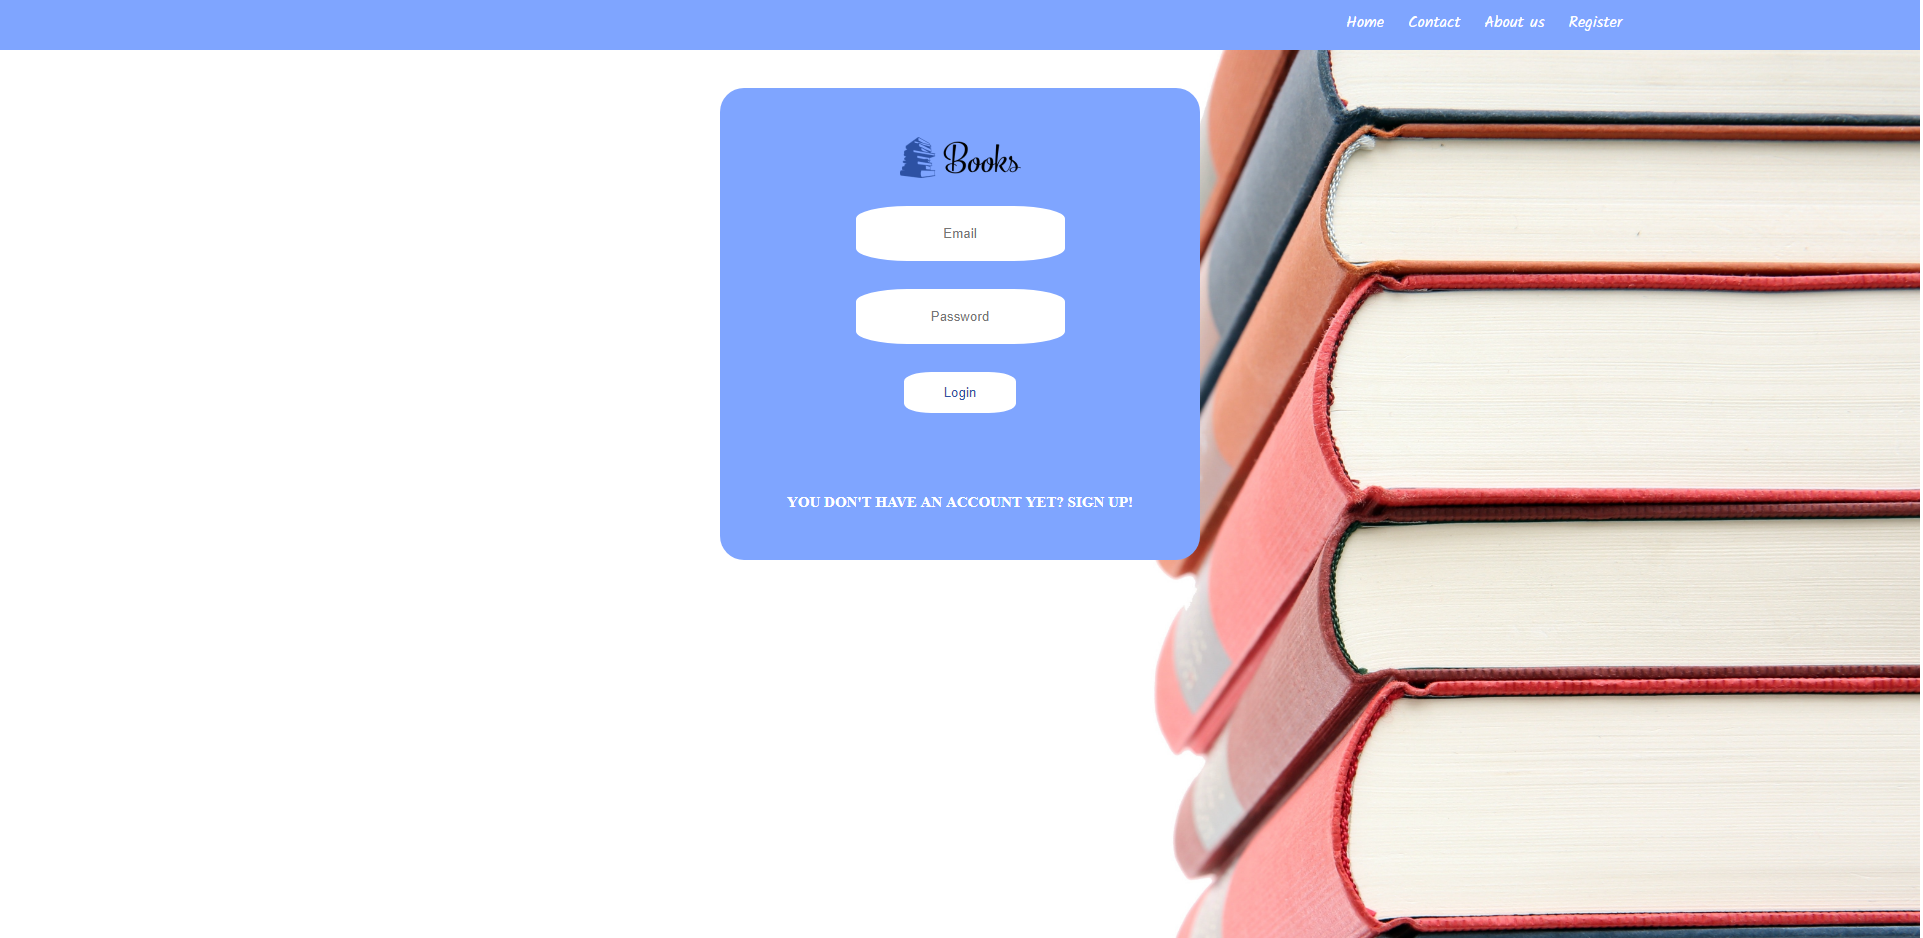 Home Contact About us Register
Books
Email
Password
Login
YOU DON'T HAVE AN ACCOUNT YET? SIGN UP!